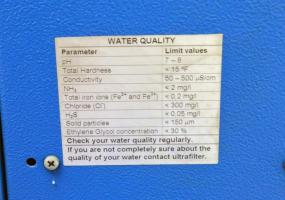 WATER QUALITY
Parameter Limit values
pH 7 – 8
Total Hardness < 15 °F
Conductivity 50 – 500 µS/cm
NH₃ < 2 mg/l
Total iron ions (Fe²⁺ and Fe³⁺) < 0,2 mg/l
Chloride (Cl⁻) < 300 mg/l
H₂S < 0,05 mg/l
Solid particles < 150 µm
Ethylene Glycol concentration < 30 %
Check your water quality regularly.
If you are not completely sure about the
quality of your water contact ultrafilter.